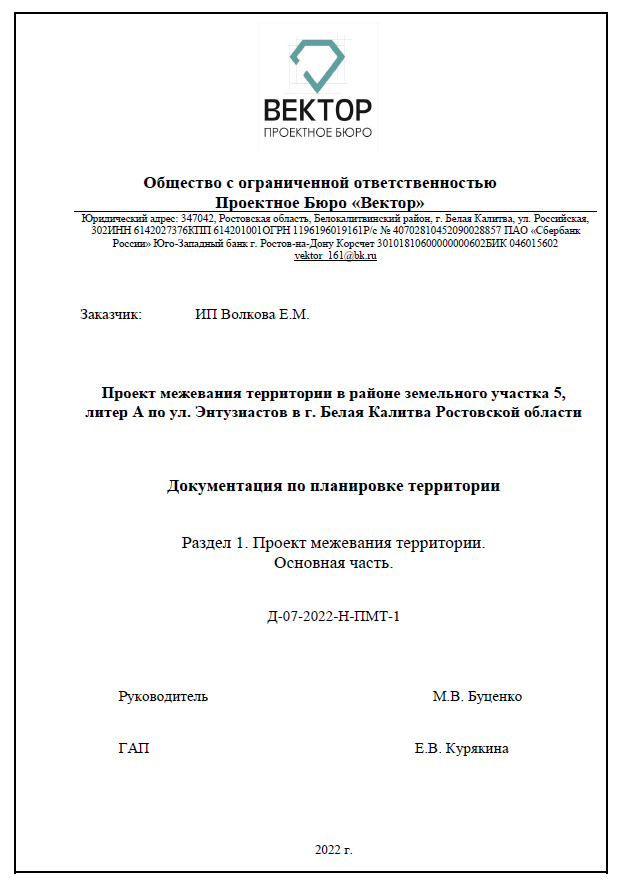 ВЕКТОР
ПРОЕКТНОЕ БЮРО
Общество с ограниченной ответственностью
Проектное Бюро «Вектор»
Юридический адрес: 347042, Ростовская область, Белокалитвинский район, г. Белая Калитва, ул. Российская,
302ИНН 6142027376КПП 614201001ОГРН 1196196019161Р/с № 40702810452090028857 ПАО «Сбербанк
России» Юго-Западный банк г. Ростов-на-Дону Корсчет 30101810600000000602БИК 046015602
vektor_161@bk.ru
Заказчик: ИП Волкова Е.М.
Проект межевания территории в районе земельного участка 5,
литер А по ул. Энтузиастов в г. Белая Калитва Ростовской области
Документация по планировке территории
Раздел 1. Проект межевания территории.
Основная часть.
Д-07-2022-Н-ПМТ-1
Руководитель М.В. Буценко
ГАП Е.В. Курякина
2022 г.